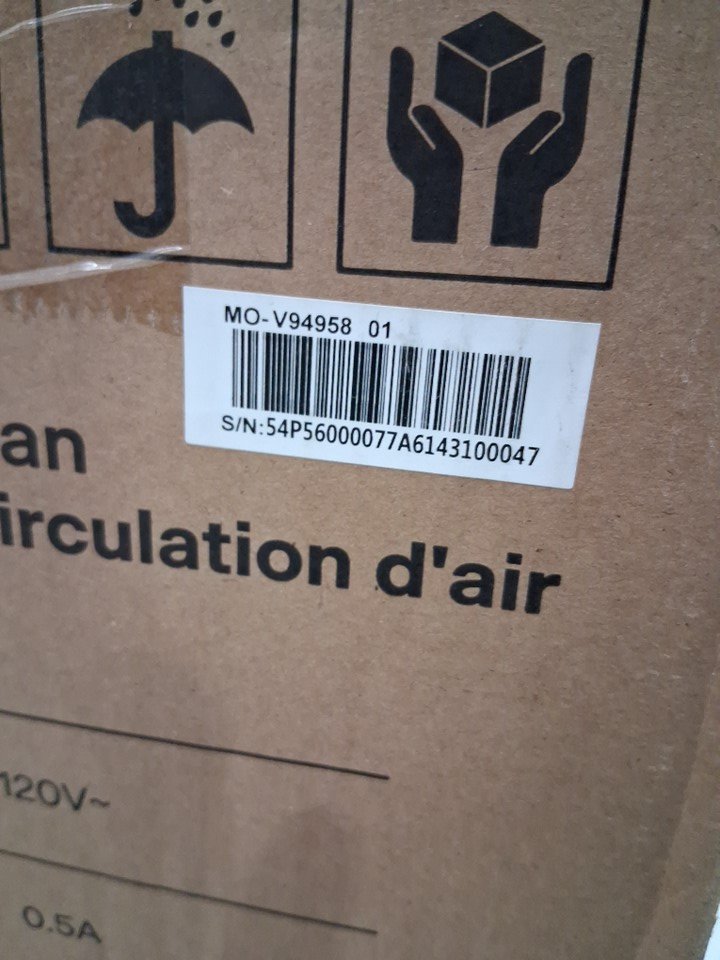 MO-V94958 01
S/N:54P56000077A6143100047
an
irculation d'air
120V~
0.5A